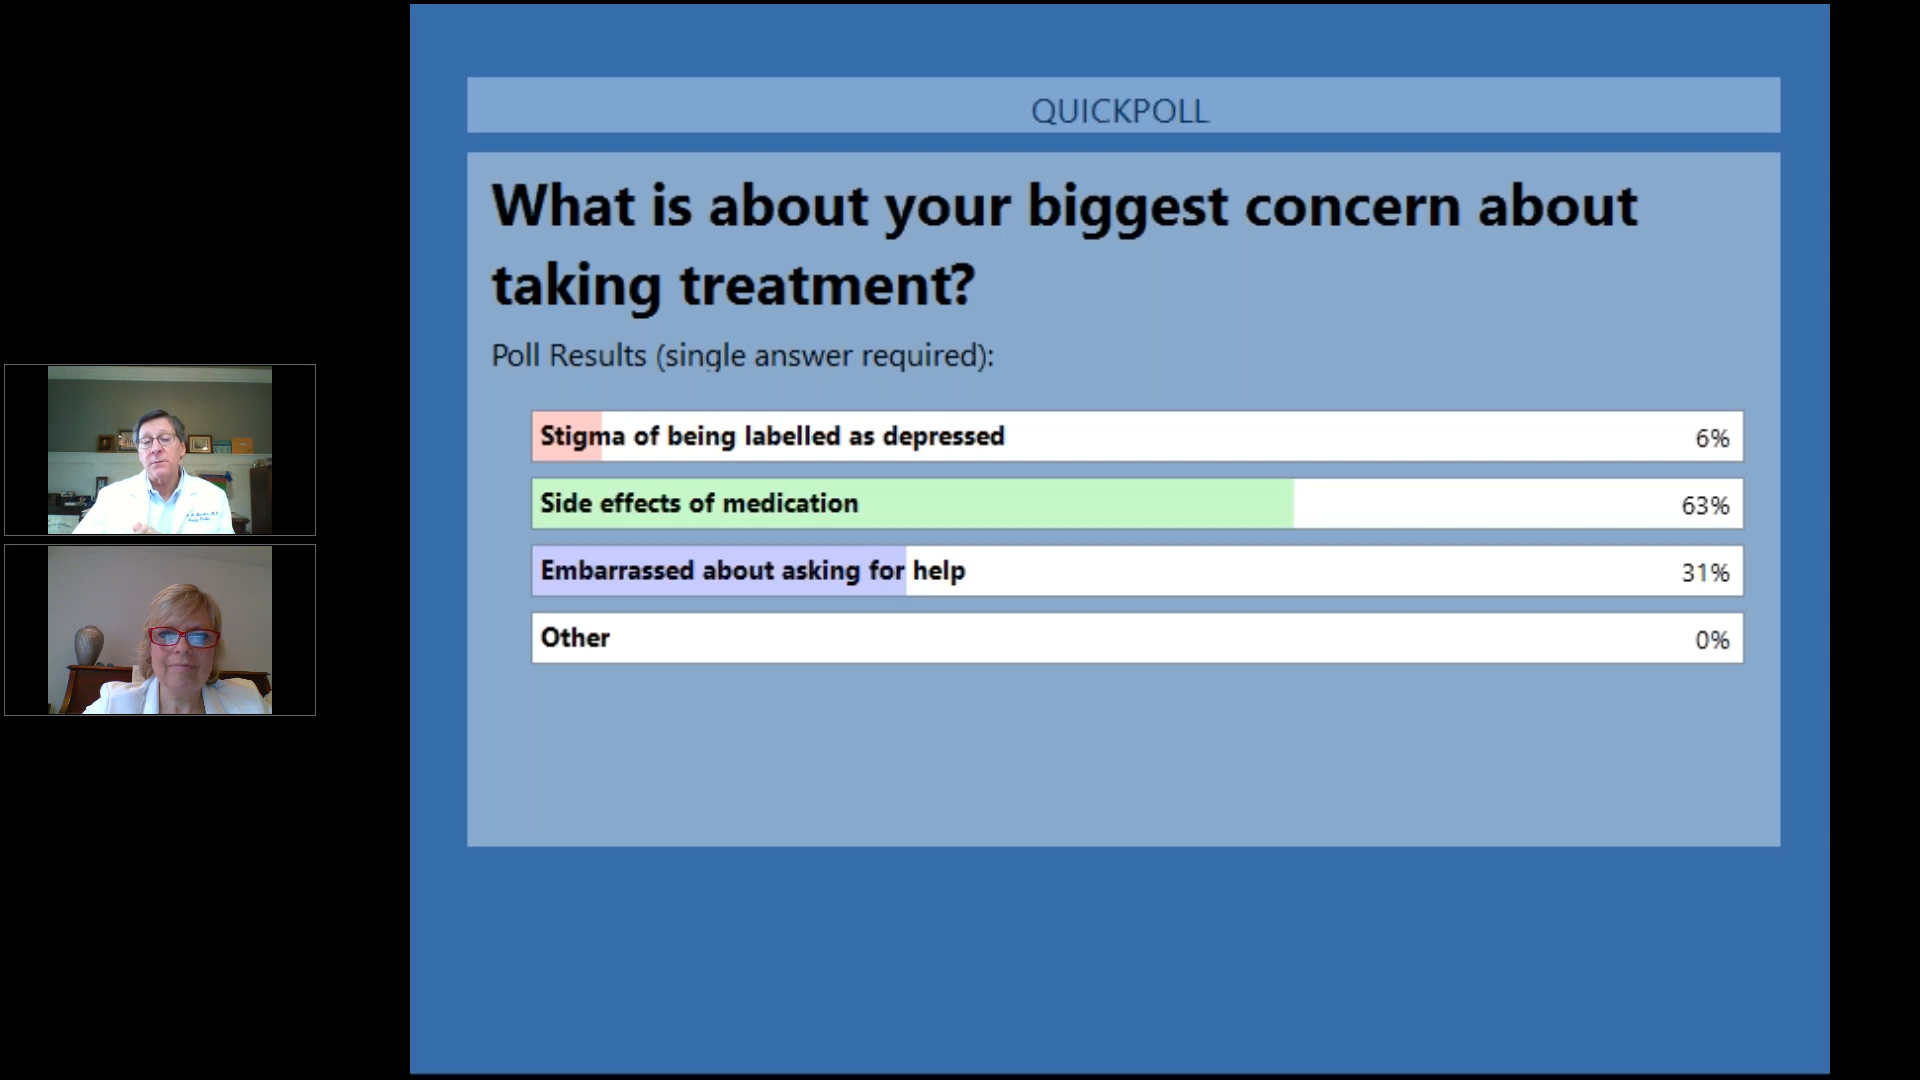 QUICKPOLL
What is about your biggest concern about
taking treatment?
Poll Results (single answer required):
Stigma of being labelled as depressed 6%
Side effects of medication 63%
Embarrassed about asking for help 31%
Other 0%